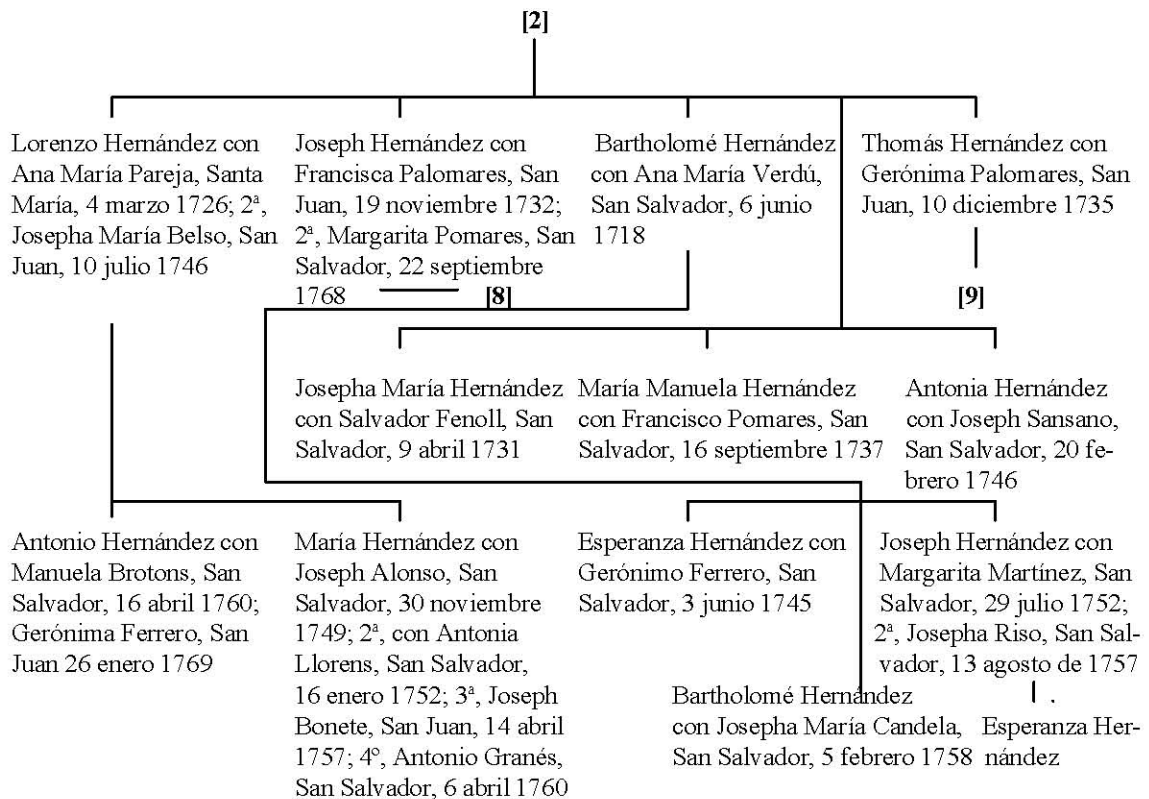 [2]
Lorenzo Hernández con
Ana María Pareja, Santa
María, 4 marzo 1726; 2ª,
Josepha María Belso, San
Juan, 10 julio 1746
Joseph Hernández con
Francisca Palomares, San
Juan, 19 noviembre 1732;
2ª, Margarita Pomares, San
Salvador, 22 septiembre
1768
[8]
Bartholomé Hernández
con Ana María Verdú,
San Salvador, 6 junio
1718
Thomás Hernández con
Gerónima Palomares, San
Juan, 10 diciembre 1735
[9]
Josepha María Hernández
con Salvador Fenoll, San
Salvador, 9 abril 1731
María Manuela Hernández
con Francisco Pomares, San
Salvador, 16 septiembre 1737
Antonia Hernández
con Joseph Sansano,
San Salvador, 20 fe-
brero 1746
Antonio Hernández con
Manuela Brotons, San
Salvador, 16 abril 1760;
Gerónima Ferrero, San
Juan 26 enero 1769
María Hernández con
Joseph Alonso, San
Salvador, 30 noviembre
1749; 2ª, con Antonia
Llorens, San Salvador,
16 enero 1752; 3ª, Joseph
Bonete, San Juan, 14 abril
1757; 4º, Antonio Granés,
San Salvador, 6 abril 1760
Esperanza Hernández con
Gerónimo Ferrero, San
Salvador, 3 junio 1745
Joseph Hernández con
Margarita Martínez, San
Salvador, 29 julio 1752;
2ª, Josepha Riso, San Sal-
vador, 13 agosto de 1757
Bartholomé Hernández
con Josepha María Candela,
San Salvador, 5 febrero 1758
Esperanza Her-
nández